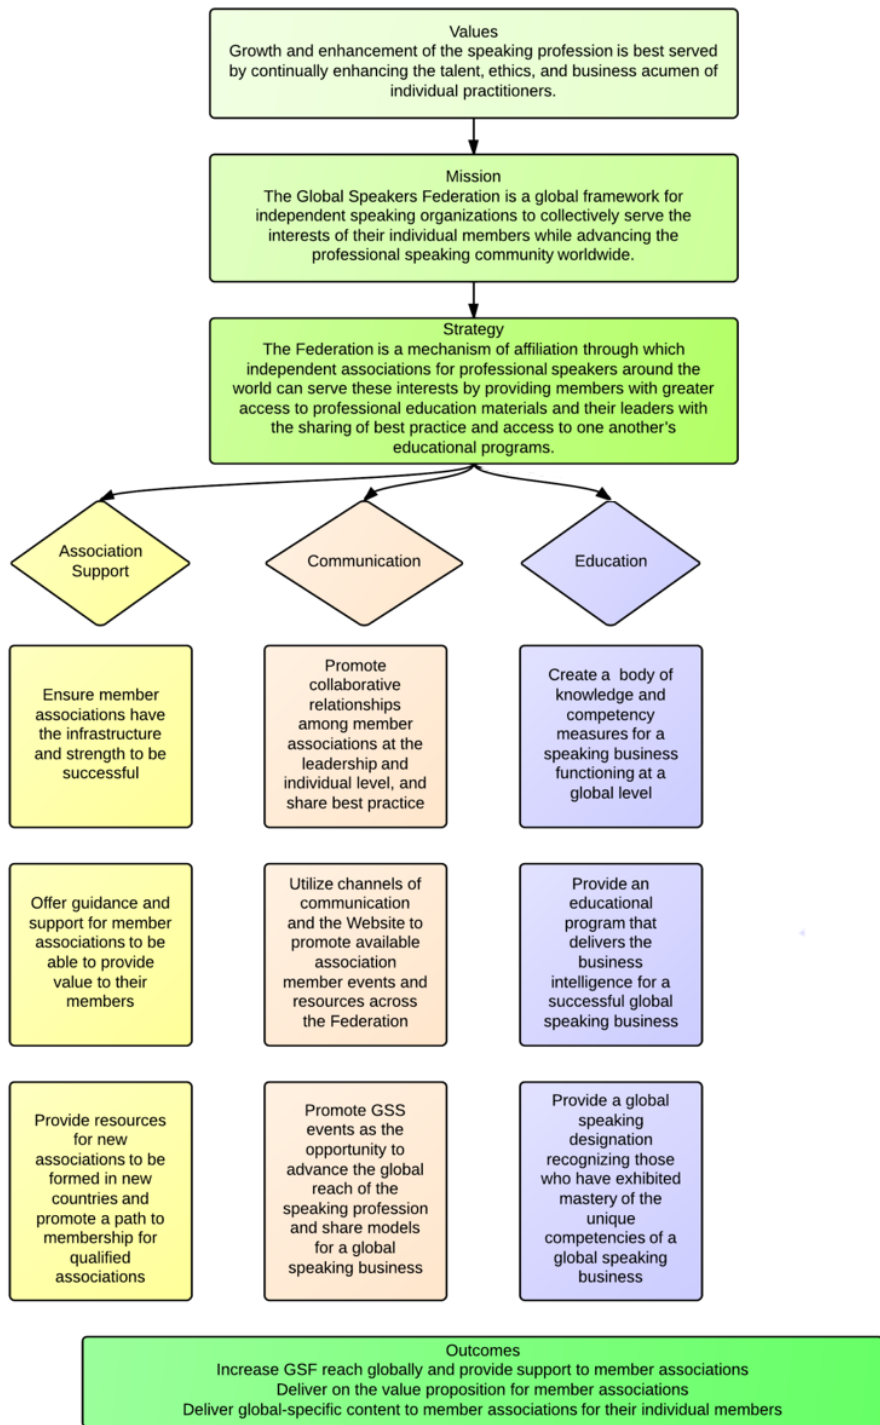 Values
Growth and enhancement of the speaking profession is best served
by continually enhancing the talent, ethics, and business acumen of
individual practitioners.
Mission
The Global Speakers Federation is a global framework for
independent speaking organizations to collectively serve the
interests of their individual members while advancing the
professional speaking community worldwide.
Strategy
The Federation is a mechanism of affiliation through which
independent associations for professional speakers around the
world can serve these interests by providing members with greater
access to professional education materials and their leaders with
the sharing of best practice and access to one another’s
educational programs.
Association
Support
Communication
Education
Ensure member
associations have
the infrastructure
and strength to be
successful
Promote
collaborative
relationships
among member
associations at the
leadership and
individual level, and
share best practice
Create a body of
knowledge and
competency
measures for a
speaking business
functioning at a
global level
Offer guidance and
support for member
associations to be
able to provide
value to their
members
Utilize channels of
communication
and the Website to
promote available
association
member events and
resources across
the Federation
Provide an
educational
program that
delivers the
business
intelligence for a
successful global
speaking business
Provide resources
for new
associations to be
formed in new
countries and
promote a path to
membership for
qualified
associations
Promote GSS
events as the
opportunity to
advance the global
reach of the
speaking profession
and share models
for a global
speaking business
Provide a global
speaking
designation
recognizing those
who have exhibited
mastery of the
unique
competencies of a
global speaking
business
Outcomes
Increase GSF reach globally and provide support to member associations
Deliver on the value proposition for member associations
Deliver global-specific content to member associations for their individual members